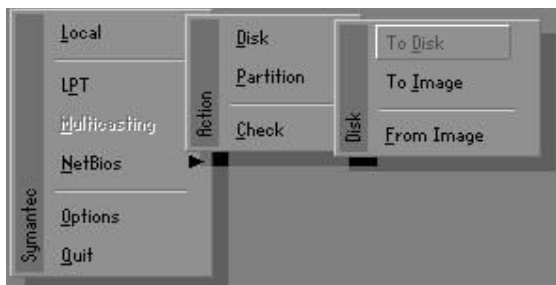 Local
LPT
Multicasting
NetBios
Options
Quit
Symantec
Disk
Partition
Check
Action
To Disk
To Image
From Image
Disk